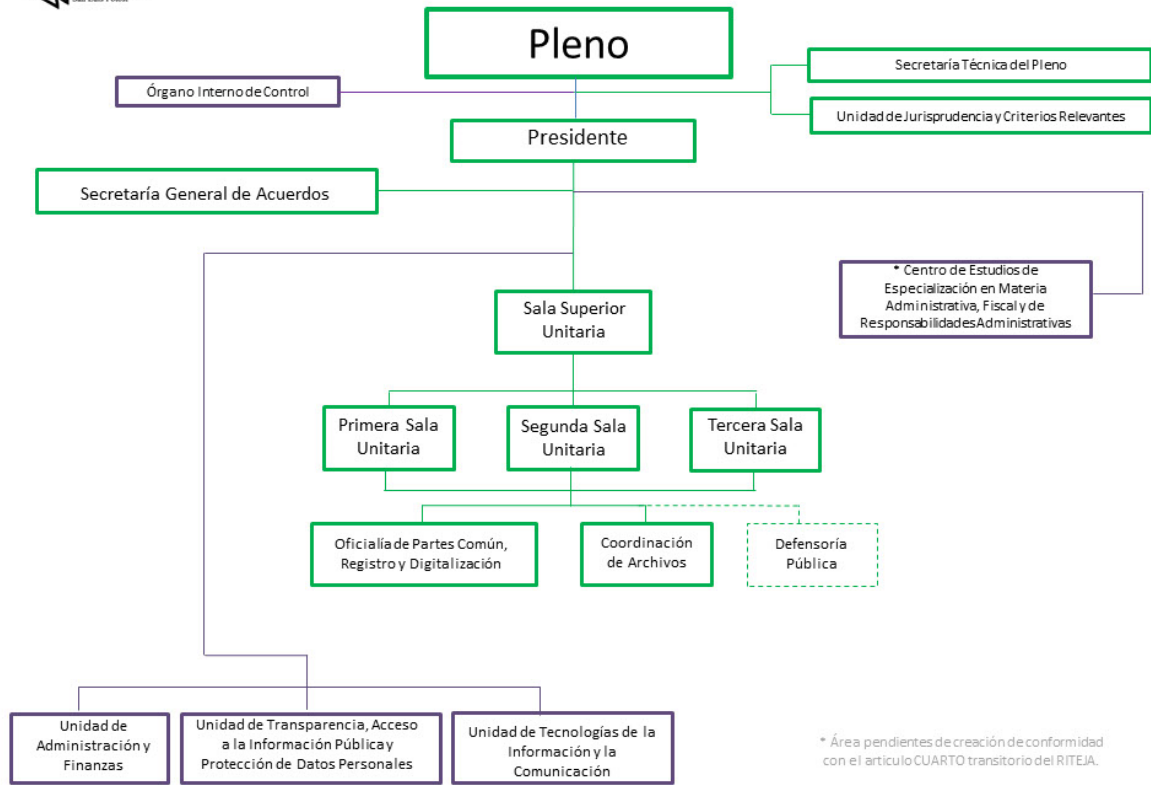 Pleno
Secretaría Técnica del Pleno
Órgano Interno de Control
Unidad de Jurisprudencia y Criterios Relevantes
Presidente
Secretaría General de Acuerdos
* Centro de Estudios de
Especialización en Materia
Administrativa, Fiscal y de
Responsabilidades Administrativas
Sala Superior
Unitaria
Primera Sala
Unitaria
Segunda Sala
Unitaria
Tercera Sala
Unitaria
Oficialía de Partes Común,
Registro y Digitalización
Coordinación
de Archivos
Defensoría
Pública
Unidad de
Administración y
Finanzas
Unidad de Transparencia, Acceso
a la Información Pública y
Protección de Datos Personales
Unidad de Tecnologías de la
Información y la
Comunicación
* Área pendientes de creación de conformidad
con el articulo CUARTO transitorio del RITEJA.